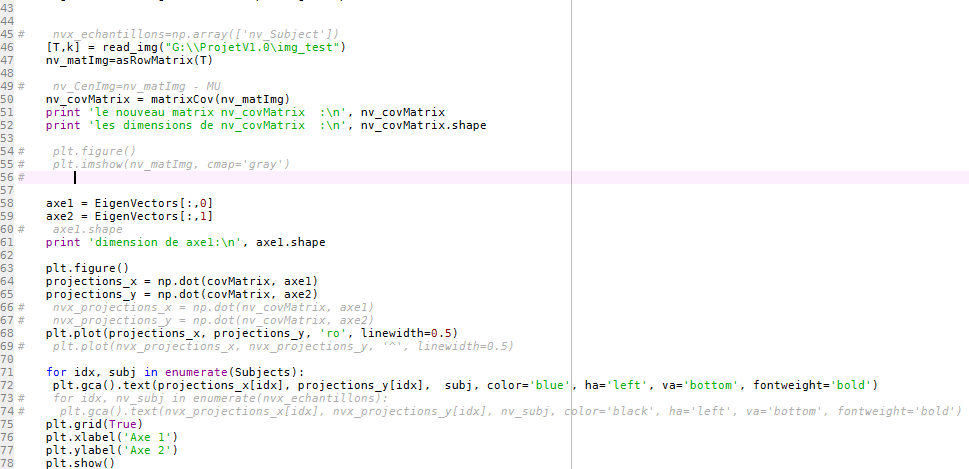 43
44
45 # nvx_echantillons=np.array(['nv_Subject'])
46 [T,k] = read_img("G:\\ProjetV1.0\img_test")
47 nv_matImg=asRowMatrix(T)
48
49 # nv_CenImg=nv_matImg - MU
50 nv_covMatrix = matrixCov(nv_matImg)
51 print 'le nouveau matrix nv_covMatrix  :\n', nv_covMatrix
52 print 'les dimensions de nv_covMatrix  :\n', nv_covMatrix.shape
53
54 # plt.figure()
55 # plt.imshow(nv_matImg, cmap='gray')
56 #
57
58 axe1 = EigenVectors[:,0]
59 axe2 = EigenVectors[:,1]
60 # axe1.shape
61 print 'dimension de axe1:\n', axe1.shape
62
63 plt.figure()
64 projections_x = np.dot(covMatrix, axe1)
65 projections_y = np.dot(covMatrix, axe2)
66 # nvx_projections_x = np.dot(nv_covMatrix, axe1)
67 # nvx_projections_y = np.dot(nv_covMatrix, axe2)
68 plt.plot(projections_x, projections_y, 'ro', linewidth=0.5)
69 # plt.plot(nvx_projections_x, nvx_projections_y, '^', linewidth=0.5)
70
71 for idx, subj in enumerate(Subjects):
72 plt.gca().text(projections_x[idx], projections_y[idx],  subj, color='blue', ha='left', va='bottom', fontweight='bold')
73 # for idx, nv_subj in enumerate(nvx_echantillons):
74 # plt.gca().text(nvx_projections_x[idx], nvx_projections_y[idx], nv_subj, color='black', ha='left', va='bottom', fontweight='bold')
75 plt.grid(True)
76 plt.xlabel('Axe 1')
77 plt.ylabel('Axe 2')
78 plt.show()